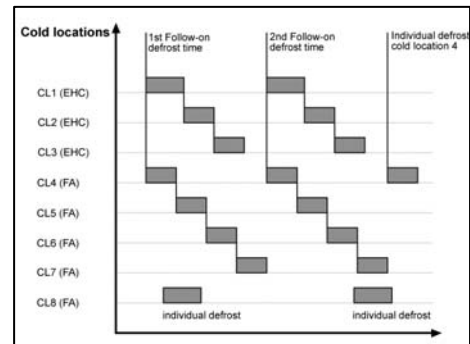 Cold locations
1st Follow-on
defrost time
2nd Follow-on
defrost time
Individual defrost
cold location 4
CL1 (EHC)
CL2 (EHC)
CL3 (EHC)
CL4 (FA)
CL5 (FA)
CL6 (FA)
CL7 (FA)
CL8 (FA)
individual defrost
individual defrost